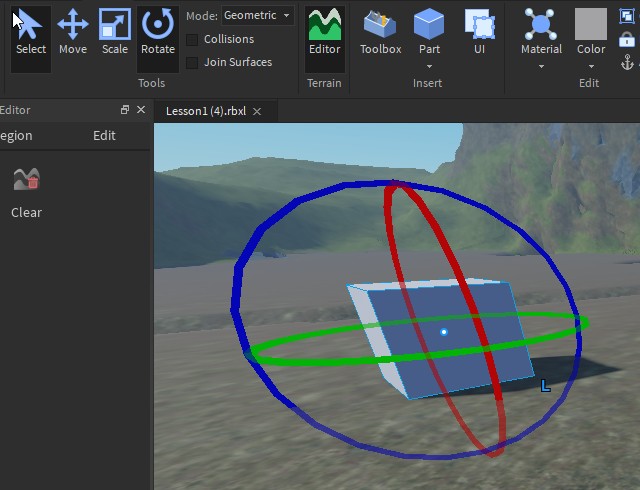 Select
Move
Scale
Rotate
Mode: Geometric
Collisions
Join Surfaces
Tools
Editor
Terrain
Toolbox
Part
UI
Insert
Material
Color
Edit
Editor
egion
Edit
Clear
Lesson1 (4).rbxl
L